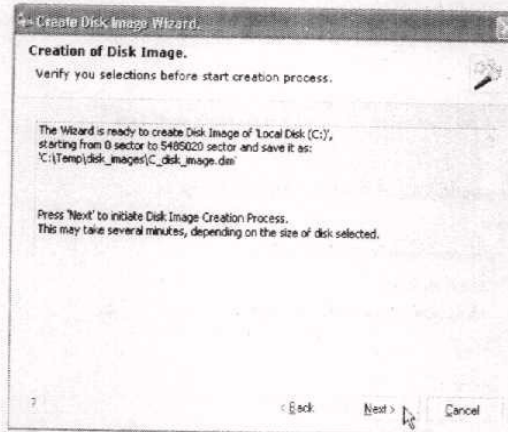 Create Disk Image Wizard.
Creation of Disk Image.
Verify you selections before start creation process.
The Wizard is ready to create Disk Image of 'Local Disk (C:)',
starting from 0 sector to 5485020 sector and save it as:
'C:\Temp\disk_images\C_disk_image.dim'
Press 'Next' to initiate Disk Image Creation Process.
This may take several minutes, depending on the size of disk selected.
?
< Back Next > Cancel